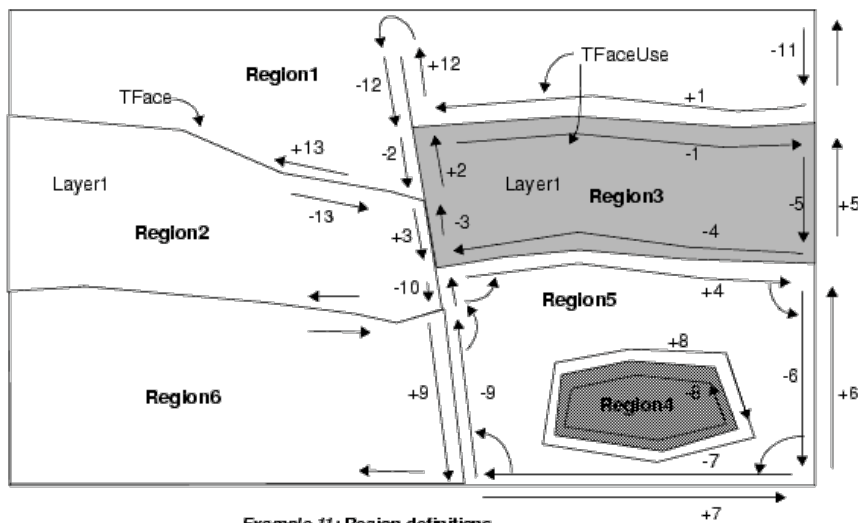 -11
+12
TFaceUse
Region1
-12
TFace
+1
+13
-2
-1
+2
Layer1
Layer1
Region3
-5
+5
-13
-3
Region2
+3
-4
-10
+4
Region5
+8
-6
Region6
+9
-9
Region4
-8
+6
-7
+7
Example 11: Region definitions